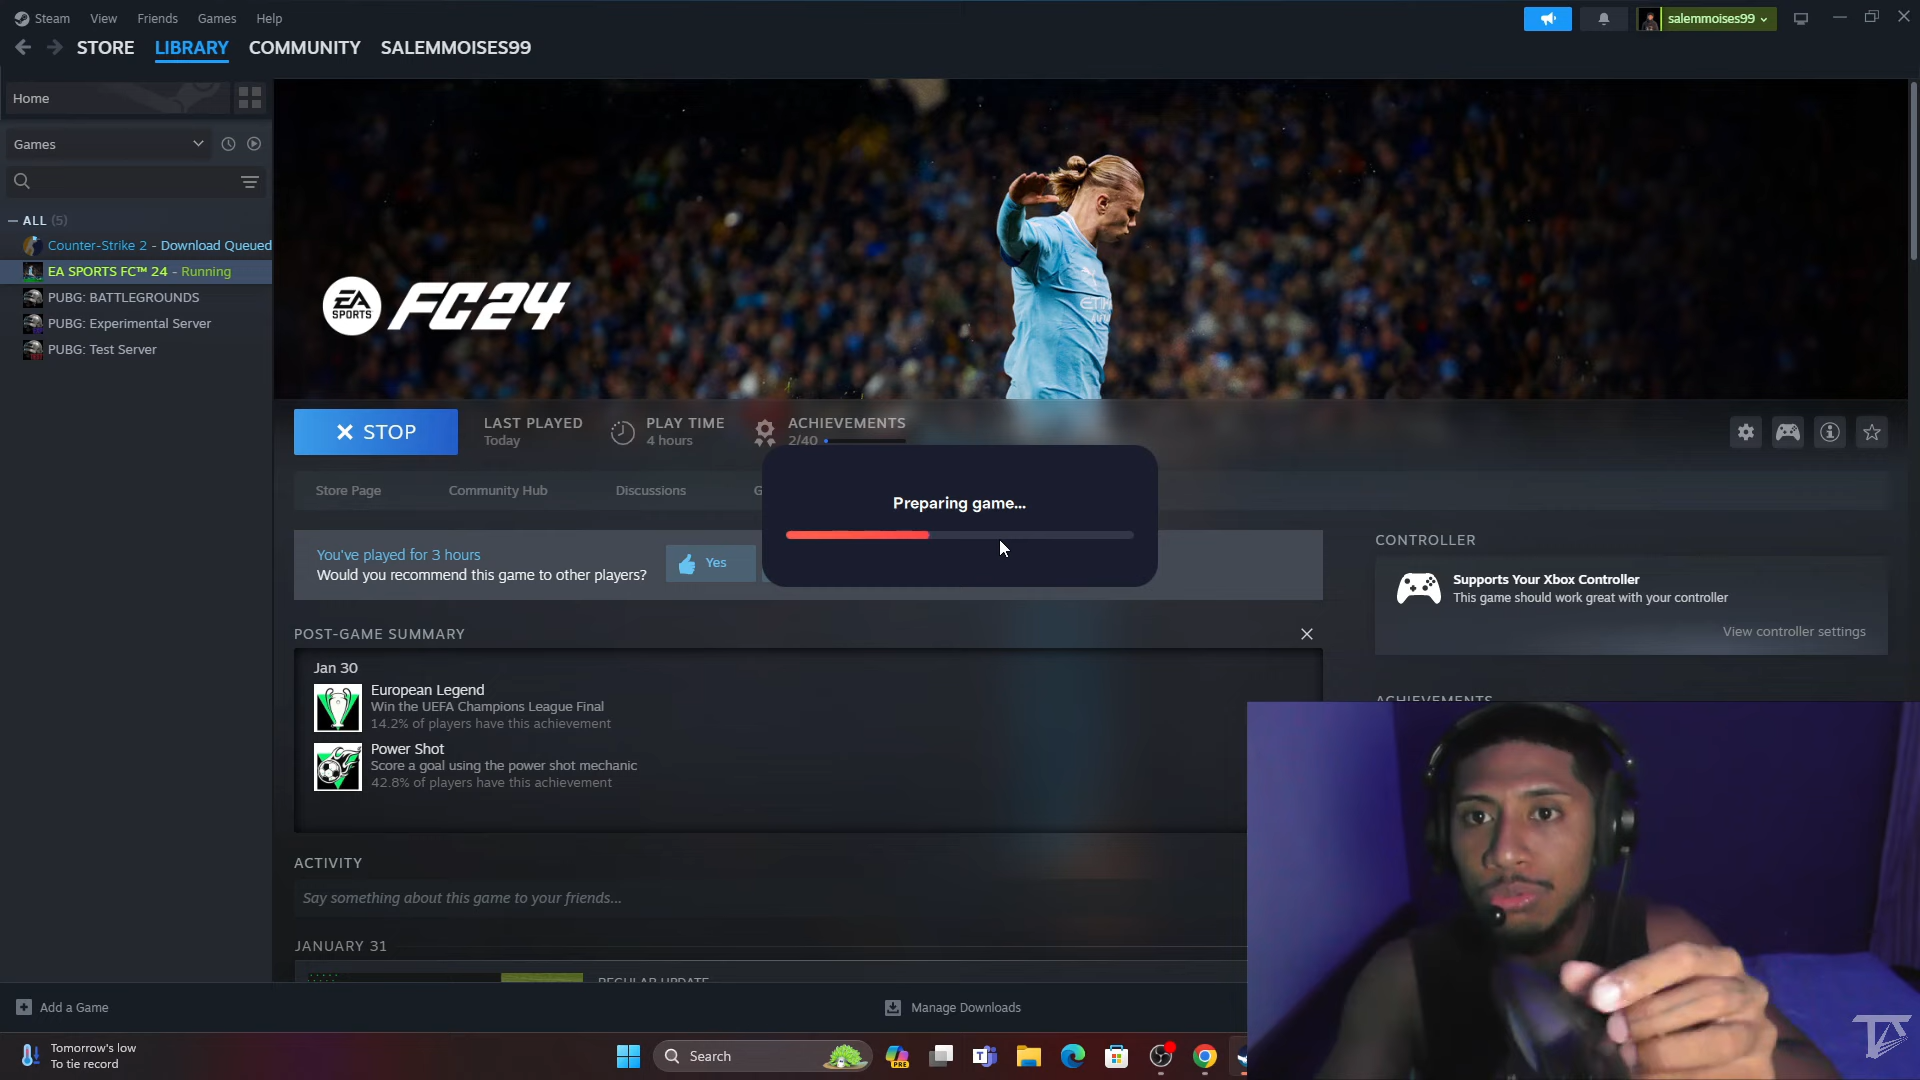 Steam View Friends Games Help
salemmoises99
STORE LIBRARY COMMUNITY SALEMMOISES99
Home
Games
ALL (5)
Counter-Strike 2 - Download Queued
EA SPORTS FC™ 24 - Running
PUBG: BATTLEGROUNDS
PUBG: Experimental Server
PUBG: Test Server
EA SPORTS FC24
STOP
LAST PLAYED
Today
PLAY TIME
4 hours
ACHIEVEMENTS
2/40
Store Page Community Hub Discussions G
Preparing game...
You've played for 3 hours
Would you recommend this game to other players?
Yes
CONTROLLER
Supports Your Xbox Controller
This game should work great with your controller
View controller settings
POST-GAME SUMMARY
Jan 30
European Legend
Win the UEFA Champions League Final
14.2% of players have this achievement
Power Shot
Score a goal using the power shot mechanic
42.8% of players have this achievement
ACHIEVEMENTS
ACTIVITY
Say something about this game to your friends...
JANUARY 31
REGULAR UPDATE
Add a Game
Manage Downloads
Tomorrow's low
To tie record
Search
PRE